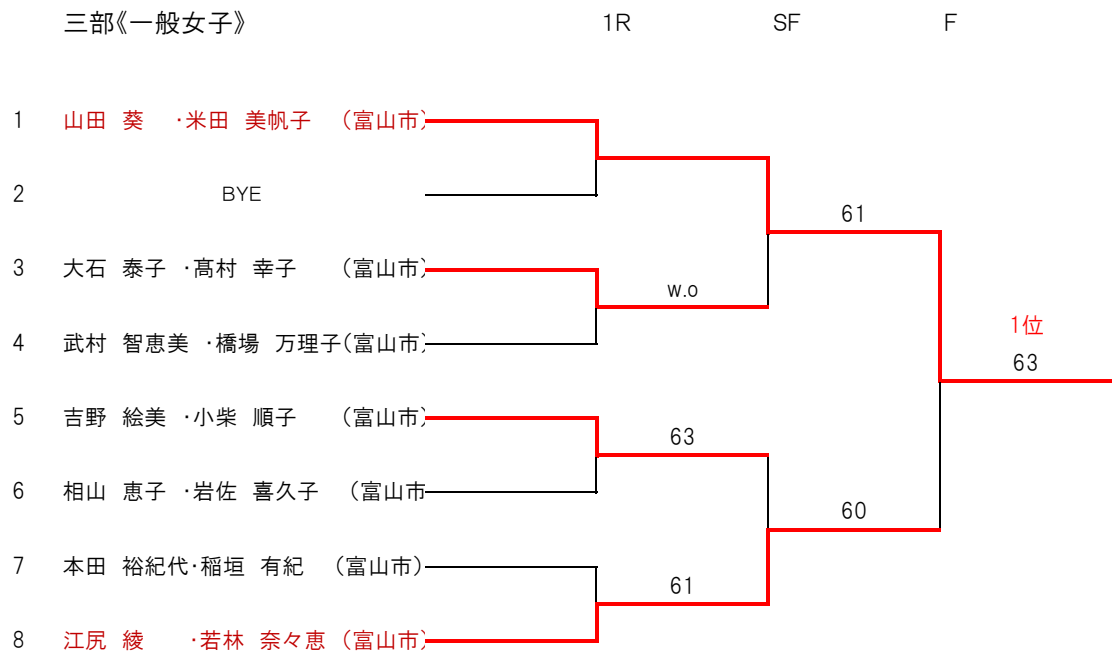 三部《一般女子》 1R SF F
1 山田 葵 ・米田 美帆子 （富山市）
2 BYE
61
3 大石 泰子 ・髙村 幸子 （富山市）
w.o
1位
4 武村 智恵美 ・橋場 万理子（富山市）
63
5 吉野 絵美 ・小柴 順子 （富山市）
63
6 相山 恵子 ・岩佐 喜久子 （富山市
60
7 本田 裕紀代・稲垣 有紀 （富山市）
61
8 江尻 綾 ・若林 奈々恵 （富山市）